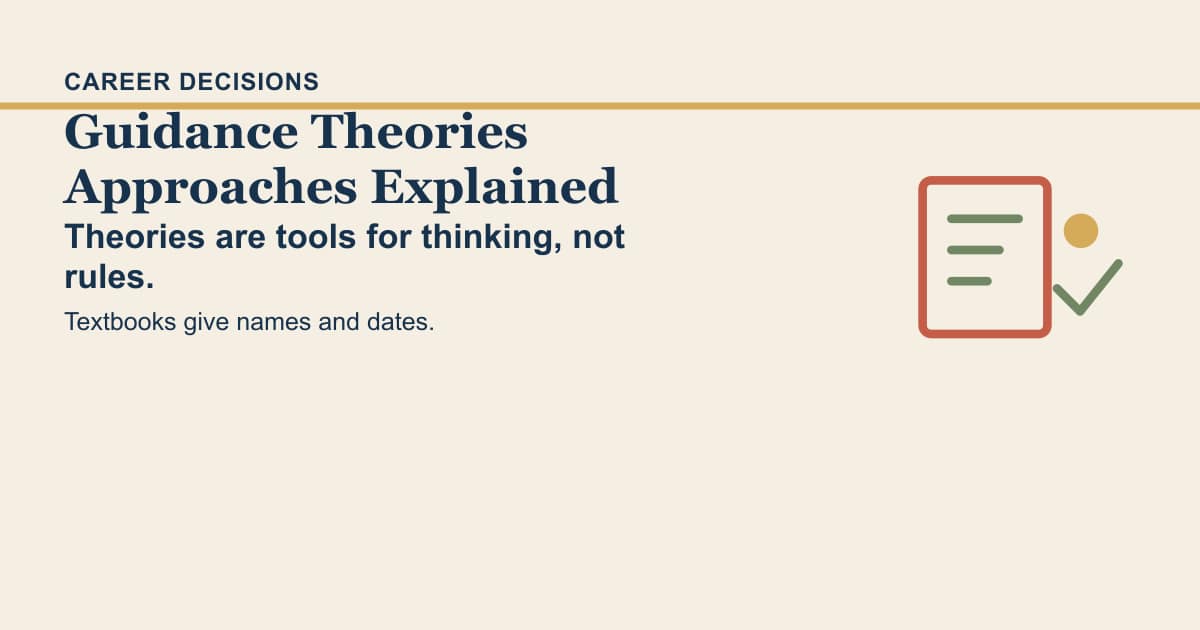 CAREER DECISIONS
Guidance Theories
Approaches Explained
Theories are tools for thinking, not
rules.
Textbooks give names and dates.